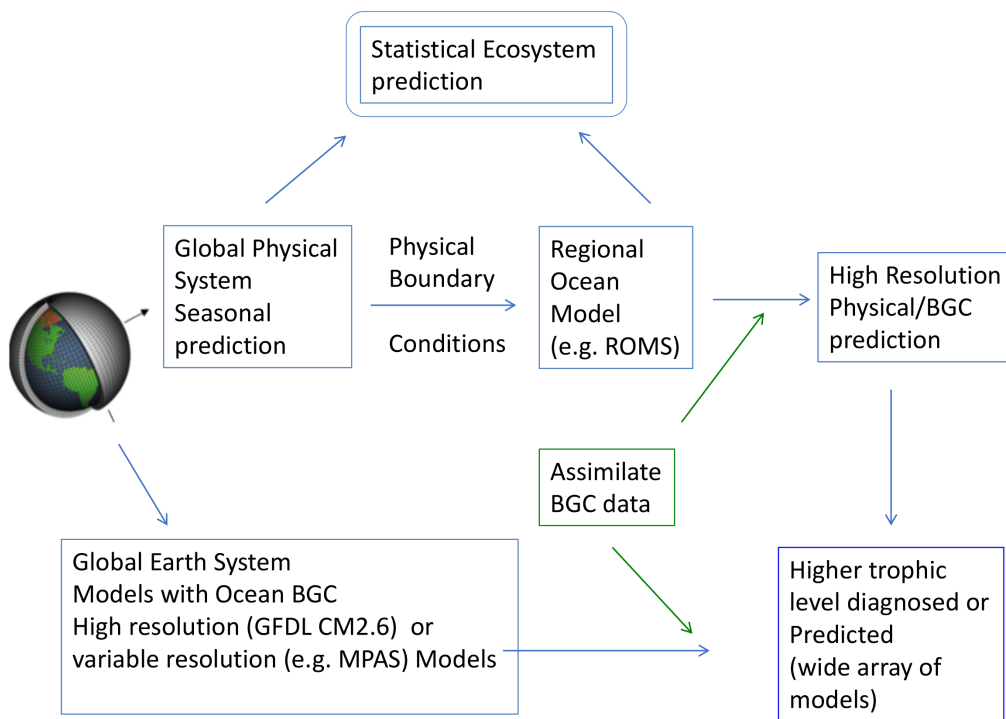 Statistical Ecosystem
prediction
Global Physical
System
Seasonal
prediction
Physical
Boundary
Conditions
Regional
Ocean
Model
(e.g. ROMS)
High Resolution
Physical/BGC
prediction
Assimilate
BGC data
Global Earth System
Models with Ocean BGC
High resolution (GFDL CM2.6) or
variable resolution (e.g. MPAS) Models
Higher trophic
level diagnosed or
Predicted
(wide array of
models)